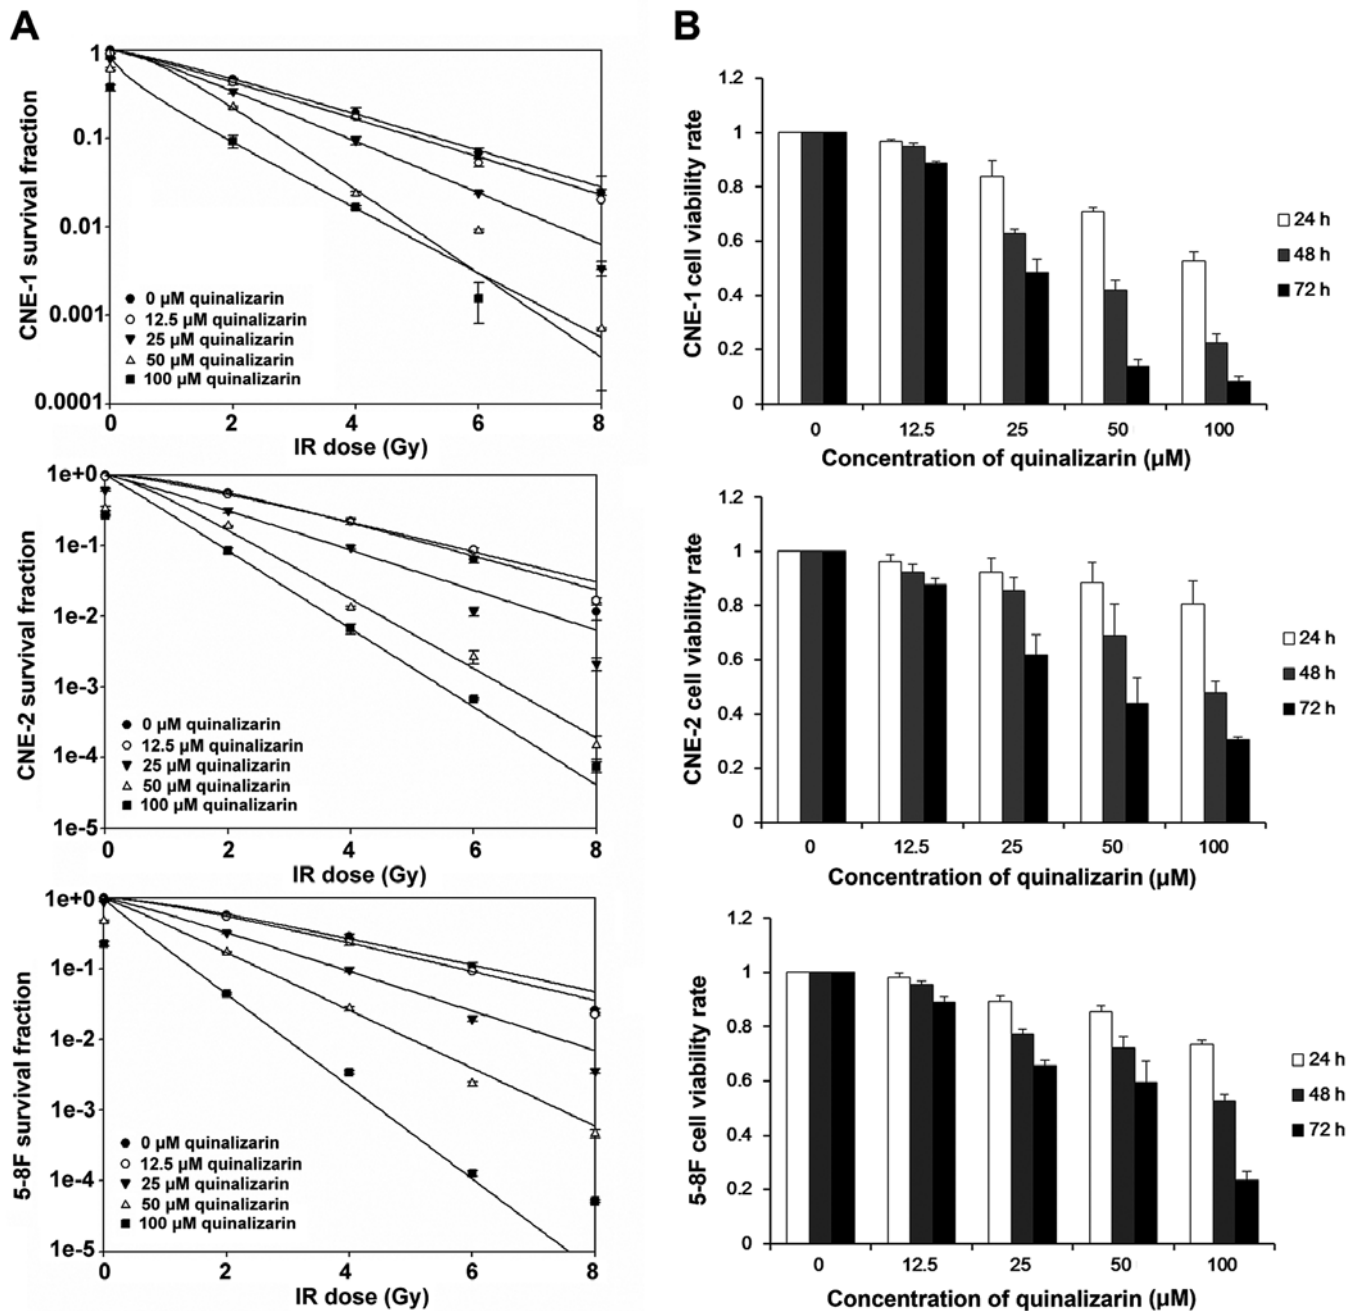 A
1
0.1
0.01
0.001
0.0001
CNE-1 survival fraction
0 µM quinalizarin
12.5 µM quinalizarin
25 µM quinalizarin
50 µM quinalizarin
100 µM quinalizarin
0 2 4 6 8
IR dose (Gy)
1e+0
1e-1
1e-2
1e-3
1e-4
1e-5
CNE-2 survival fraction
0 µM quinalizarin
12.5 µM quinalizarin
25 µM quinalizarin
50 µM quinalizarin
100 µM quinalizarin
0 2 4 6 8
IR dose (Gy)
1e+0
1e-1
1e-2
1e-3
1e-4
1e-5
5-8F survival fraction
0 µM quinalizarin
12.5 µM quinalizarin
25 µM quinalizarin
50 µM quinalizarin
100 µM quinalizarin
0 2 4 6 8
IR dose (Gy)
B
1.2
1
0.8
0.6
0.4
0.2
0
CNE-1 cell viability rate
24 h
48 h
72 h
0 12.5 25 50 100
Concentration of quinalizarin (µM)
1.2
1
0.8
0.6
0.4
0.2
0
CNE-2 cell viability rate
24 h
48 h
72 h
0 12.5 25 50 100
Concentration of quinalizarin (µM)
1.2
1
0.8
0.6
0.4
0.2
0
5-8F cell viability rate
24 h
48 h
72 h
0 12.5 25 50 100
Concentration of quinalizarin (µM)